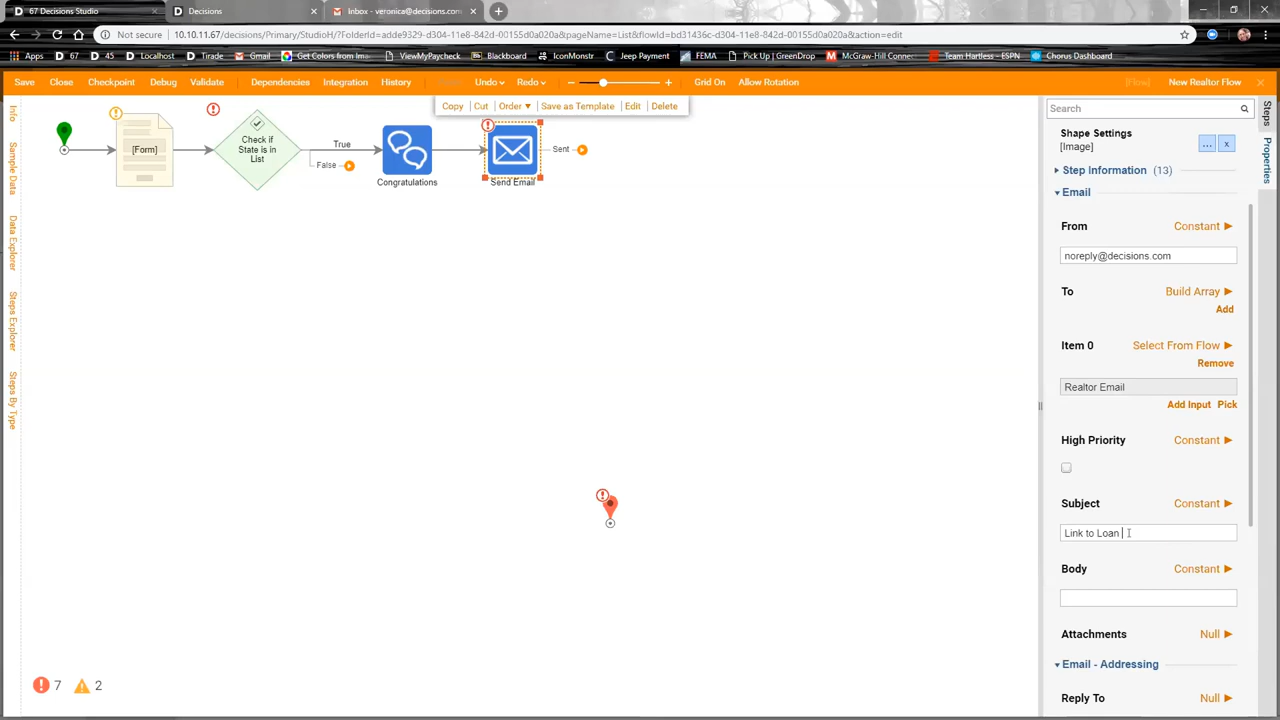 67 Decisions Studio
Decisions
Inbox - veronica@decisions.com
Not secure
10.10.11.67/decisions/Primary/StudioH/?FolderId=adde9329-d304-11e8-842d-00155d0a020a&pageName=List&flowId=bd31436c-d304-11e8-842d-00155d0a020a&action=edit
Apps
67
Localhost
Tirade
Gmail
Get Colors from Im
ViewMyPaycheck
Blackboard
IconMonstr
Jeep Payment
FEMA
Pick Up | GreenDrop
McGraw-Hill Connec
Team Hartless - ESPN
Chorus Dashboard
Save Close Checkpoint Debug Validate Dependencies Integration History Undo Redo Grid On Allow Rotation [Flow] New Realtor Flow
Copy Cut Order Save as Template Edit Delete
Info
Sample Data
Data Explorer
Steps Explorer
Steps By Type
[Form]
Check if
State is in
List
True
False
Congratulations
Send Email
Sent
7 2
Search
Shape Settings
[Image]
... x
Step Information (13)
Email
From Constant
noreply@decisions.com
To Build Array
Add
Item 0 Select From Flow
Remove
Realtor Email
Add Input Pick
High Priority Constant
Subject Constant
Link to Loan
Body Constant
Attachments Null
Email - Addressing
Reply To Null
Steps
Properties